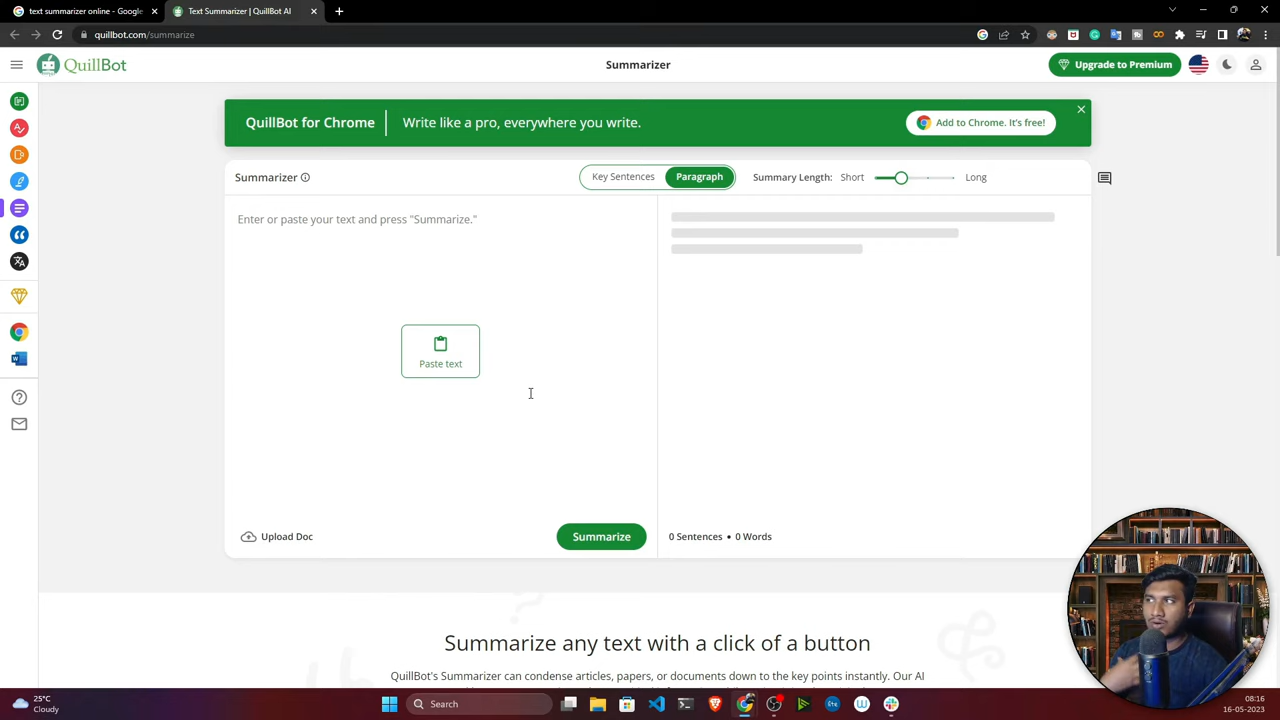 text summarizer online - Google
Text Summarizer | QuillBot AI
quillbot.com/summarize
QuillBot
Summarizer
Upgrade to Premium
QuillBot for Chrome
Write like a pro, everywhere you write.
Add to Chrome. It's free!
Summarizer
Key Sentences
Paragraph
Summary Length:
Short
Long
Enter or paste your text and press "Summarize."
Paste text
Upload Doc
Summarize
0 Sentences • 0 Words
Summarize any text with a click of a button
QuillBot's Summarizer can condense articles, papers, or documents down to the key points instantly. Our AI
25°C
Cloudy
Search
08:16
16-05-2023